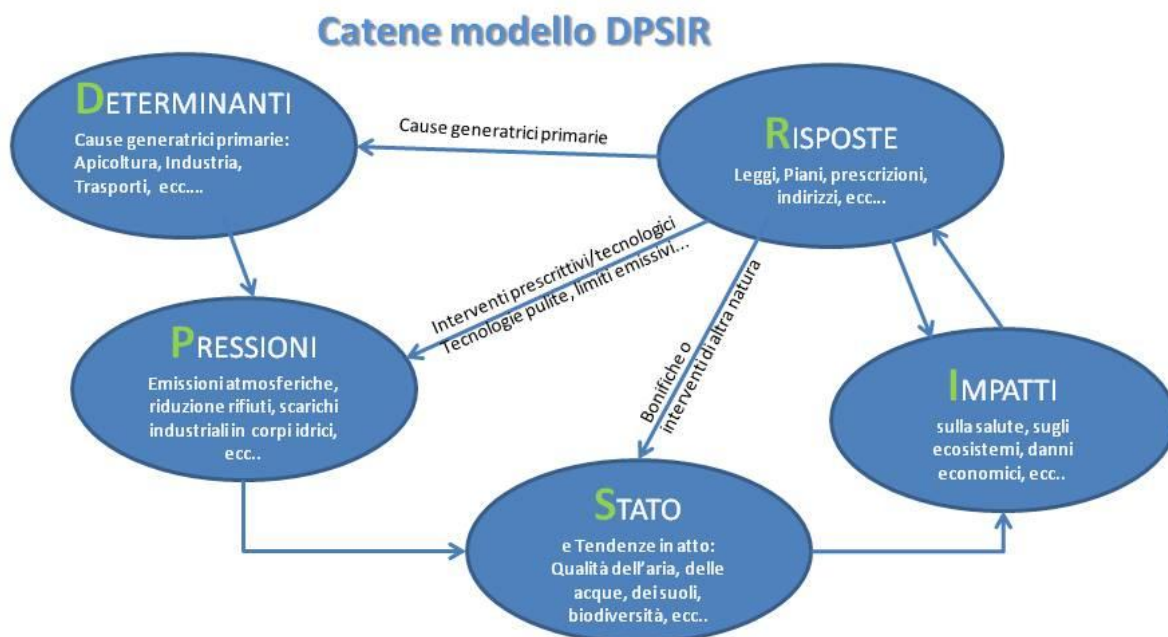 Catene modello DPSIR
DETERMINANTI
Cause generatrici primarie:
Apicoltura, Industria,
Trasporti, ecc....
Cause generatrici primarie
RISPOSTE
Leggi, Piani, prescrizioni,
indirizzi, ecc...
Interventi prescrittivi/tecnologici
Tecnologie pulite, limiti emissivi...
Bonifiche o
interventi di altra natura
PRESSIONI
Emissioni atmosferiche,
riduzione rifiuti, scarichi
industriali in corpi idrici,
ecc..
IMPATTI
sulla salute, sugli
ecosistemi, danni
economici, ecc..
STATO
e Tendenze in atto:
Qualità dell'aria, delle
acque, dei suoli,
biodiversità, ecc..